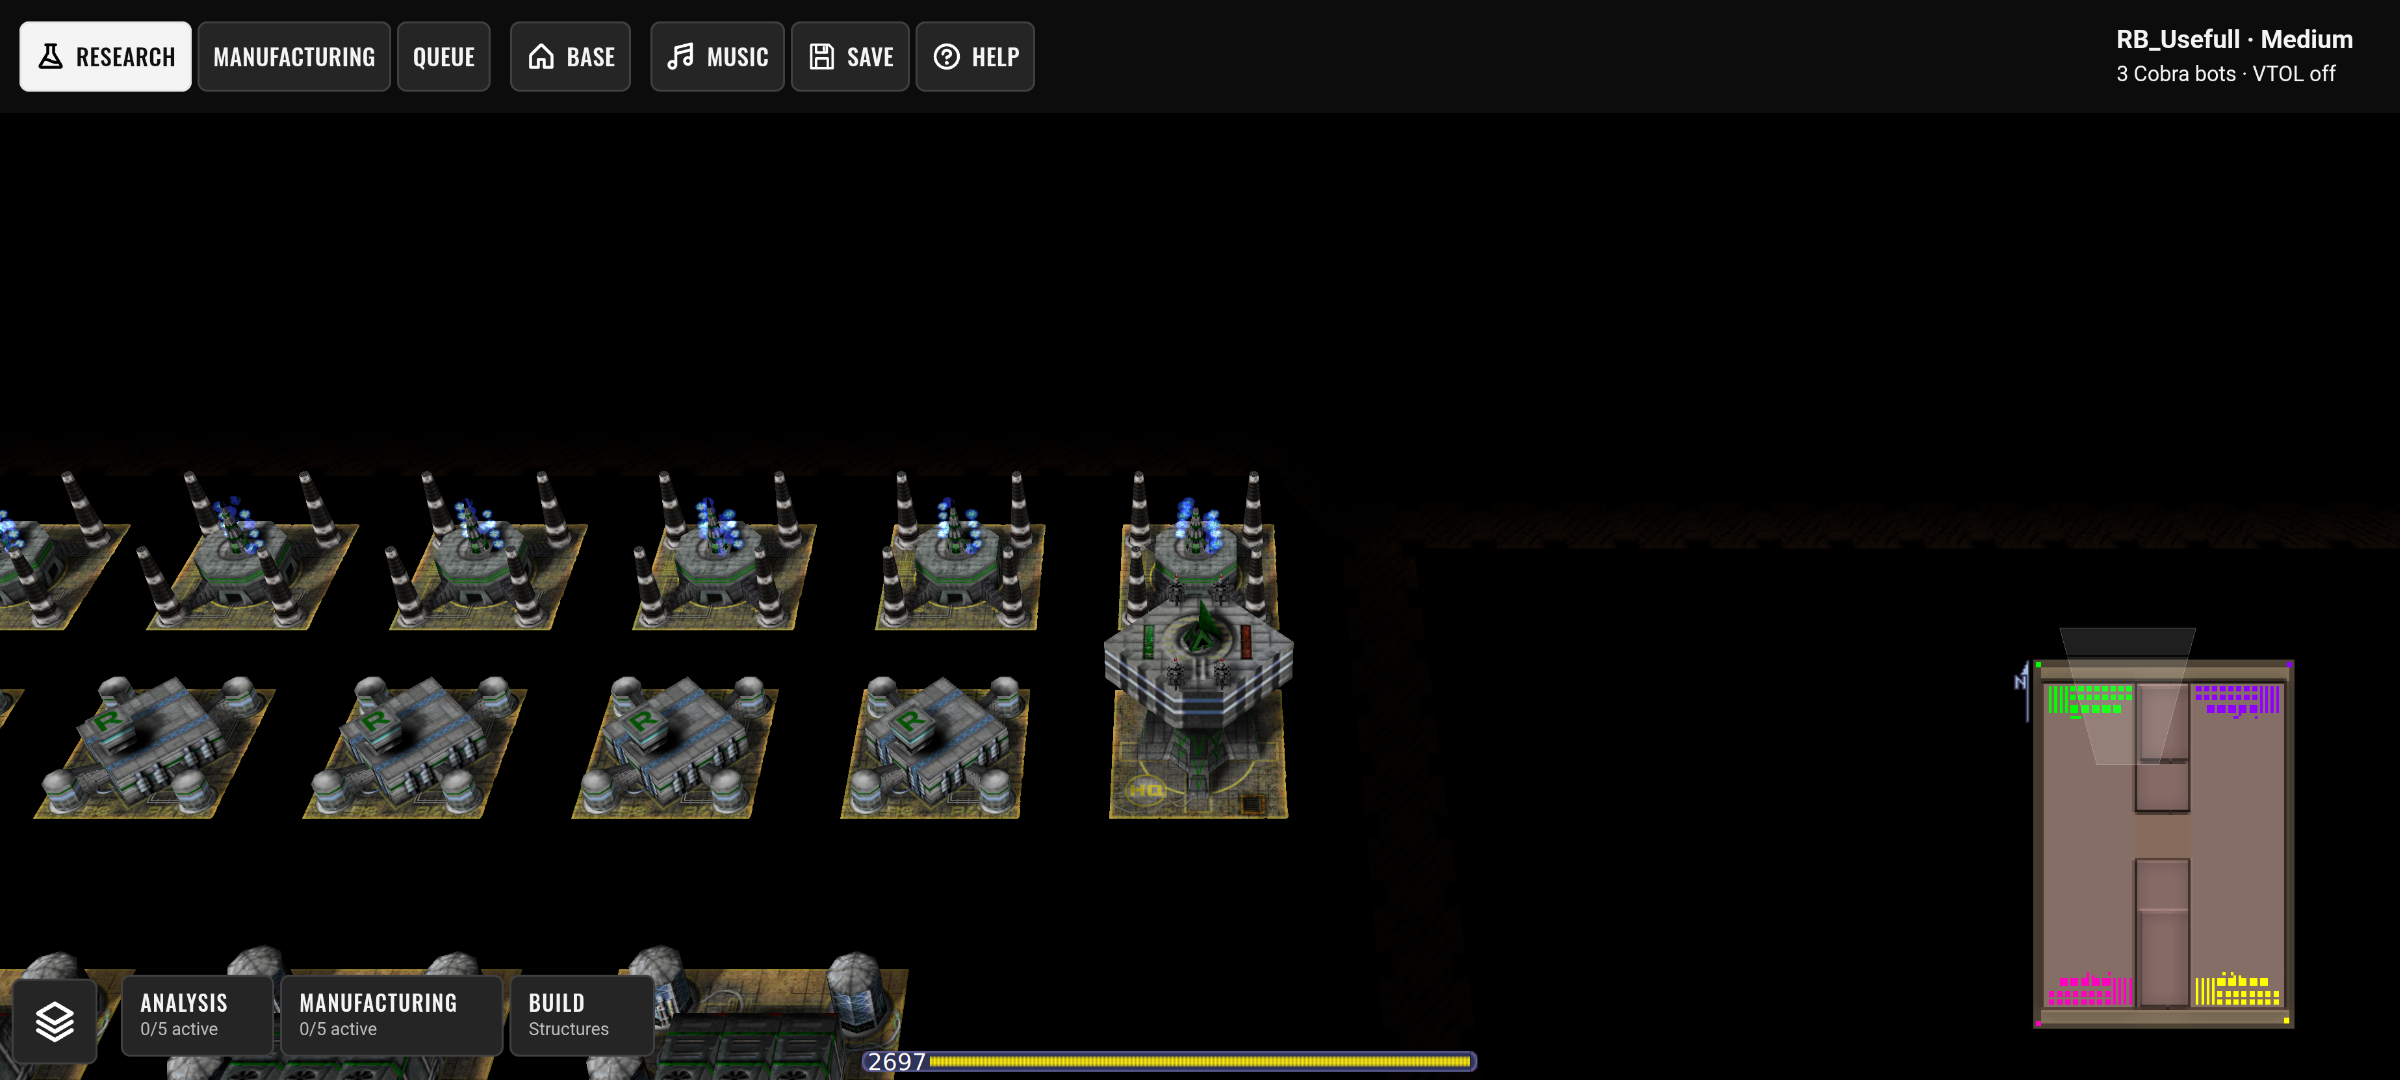 RESEARCH
MANUFACTURING
QUEUE
BASE
MUSIC
SAVE
HELP
RB_Usefull · Medium
3 Cobra bots · VTOL off
R
R
R
R
HQ
N
ANALYSIS
0/5 active
MANUFACTURING
0/5 active
BUILD
Structures
2697